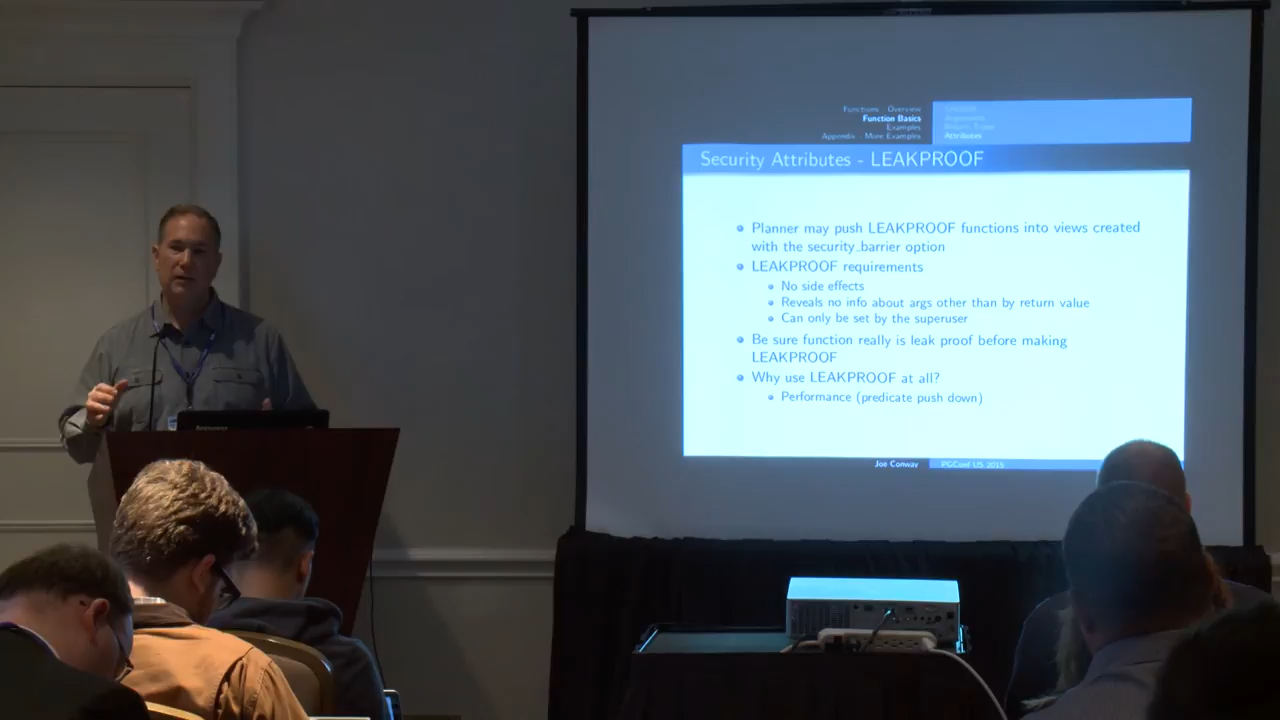 Functions - Overview
Function Basics
Examples
Appendix - More Examples
Attributes
Security Attributes - LEAKPROOF
Planner may push LEAKPROOF functions into views created
with the security_barrier option
LEAKPROOF requirements
No side effects
Reveals no info about args other than by return value
Can only be set by the superuser
Be sure function really is leak proof before making
LEAKPROOF
Why use LEAKPROOF at all?
Performance (predicate push down)
Joe Conway
PGConf US 2015